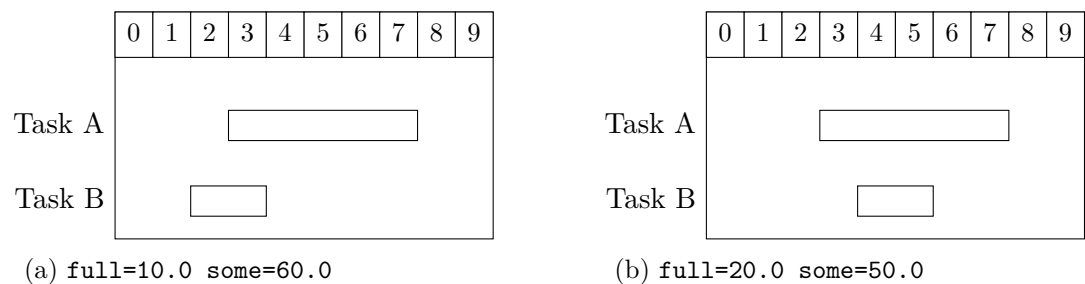 0 1 2 3 4 5 6 7 8 9
Task A
Task B
(a) full=10.0 some=60.0
0 1 2 3 4 5 6 7 8 9
Task A
Task B
(b) full=20.0 some=50.0